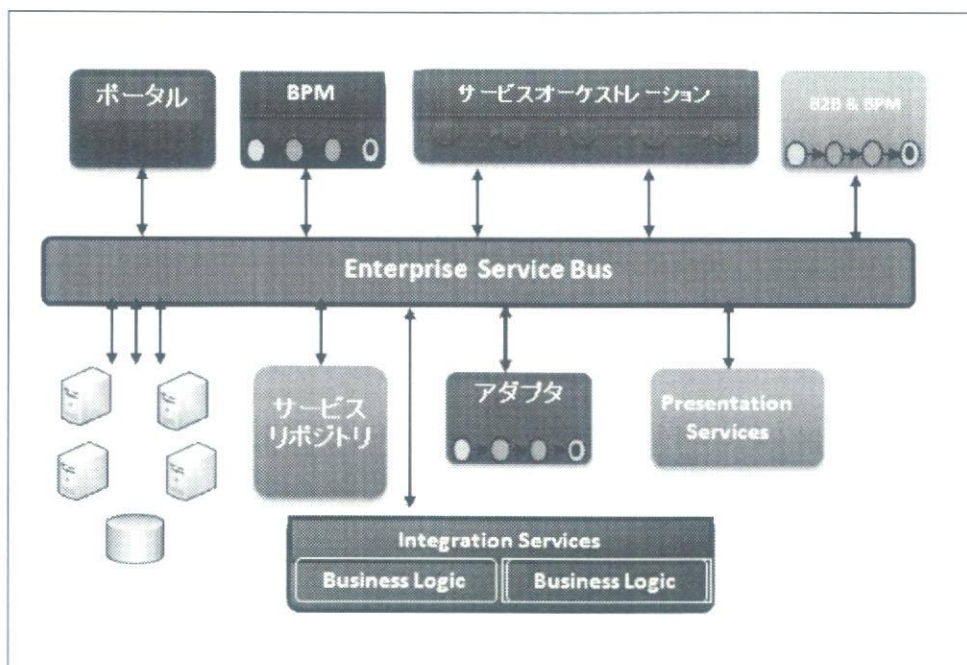 ポータル
BPM
サービスオーケストレーション
B2B & BPM
Enterprise Service Bus
サービス
リポジトリ
アダプタ
Presentation
Services
Integration Services
Business Logic
Business Logic